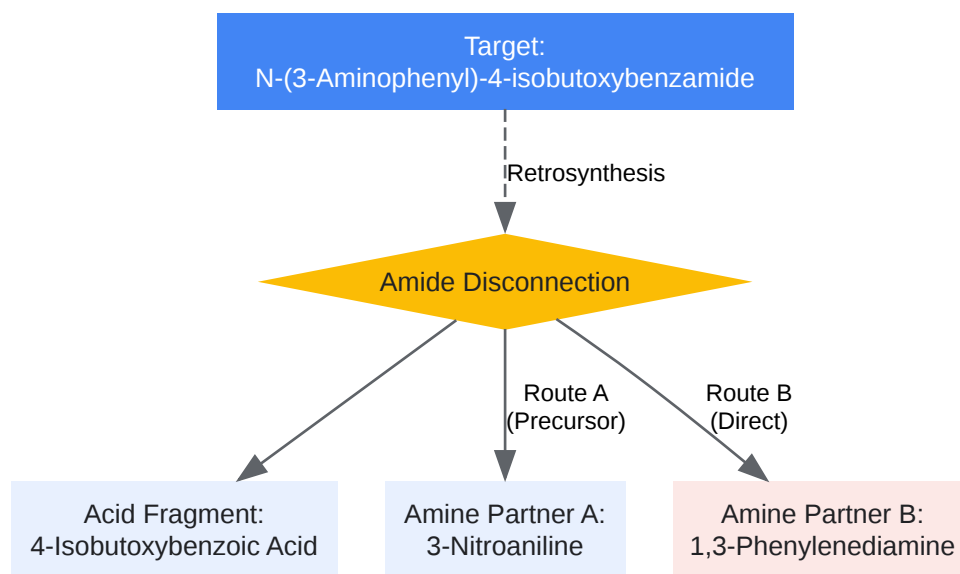 Target:
N-(3-Aminophenyl)-4-isobutoxybenzamide
Retrosynthesis
Amide Disconnection
Route A
(Precursor)
Route B
(Direct)
Acid Fragment:
4-Isobutoxybenzoic Acid
Amine Partner A:
3-Nitroaniline
Amine Partner B:
1,3-Phenylenediamine